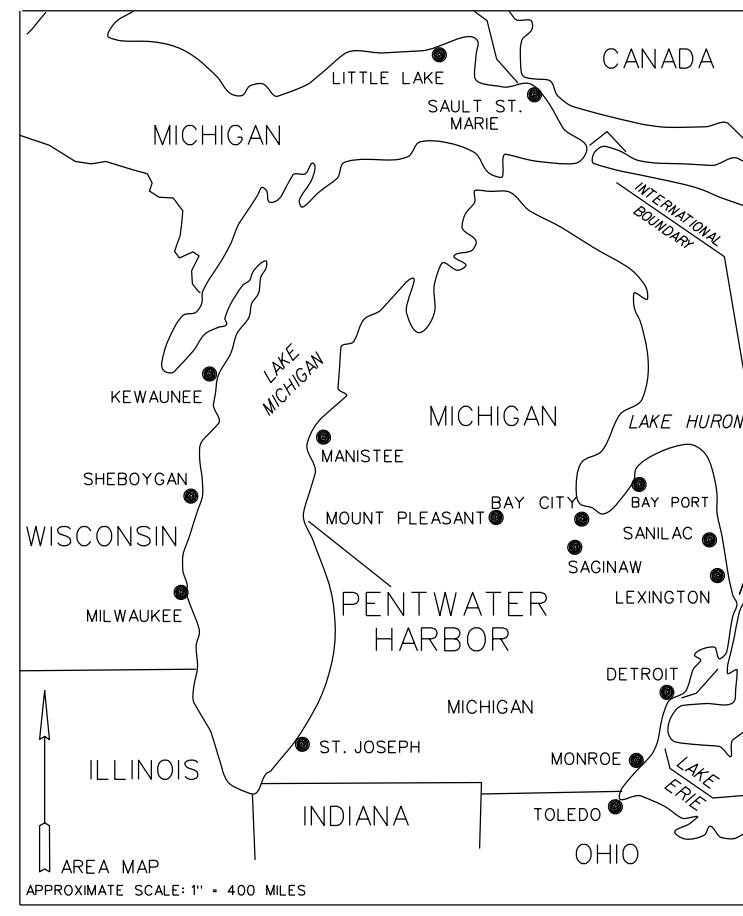 CANADA
LITTLE LAKE
SAULT ST.
MARIE
MICHIGAN
INTERNATIONAL
BOUNDARY
LAKE
MICHIGAN
KEWAUNEE
MICHIGAN
LAKE HURON
MANISTEE
SHEBOYGAN
BAY CITY
BAY PORT
MOUNT PLEASANT
WISCONSIN
SANILAC
SAGINAW
LEXINGTON
PENTWATER
HARBOR
MILWAUKEE
DETROIT
MICHIGAN
ST. JOSEPH
MONROE
ILLINOIS
LAKE
ERIE
INDIANA
TOLEDO
OHIO
AREA MAP
APPROXIMATE SCALE: 1" = 400 MILES